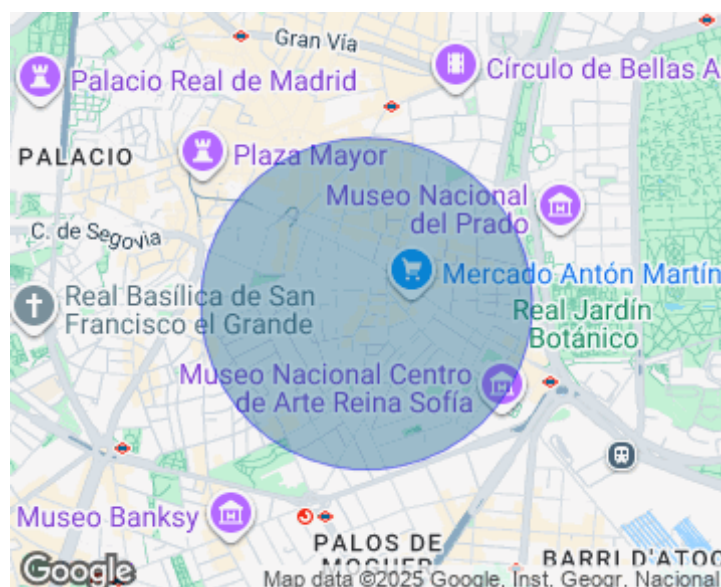 Gran Vía
Palacio Real de Madrid
Círculo de Bellas A
PALACIO
Plaza Mayor
Museo Nacional
del Prado
C. de Segovia
Mercado Antón Martín
Real Basílica de San
Francisco el Grande
Real Jardín
Botánico
Museo Nacional Centro
de Arte Reina Sofía
Museo Banksy
PALOS DE
MOGUER
BARRI D'ATOC
Google
Map data ©2025 Google, Inst. Geogr. Nacional